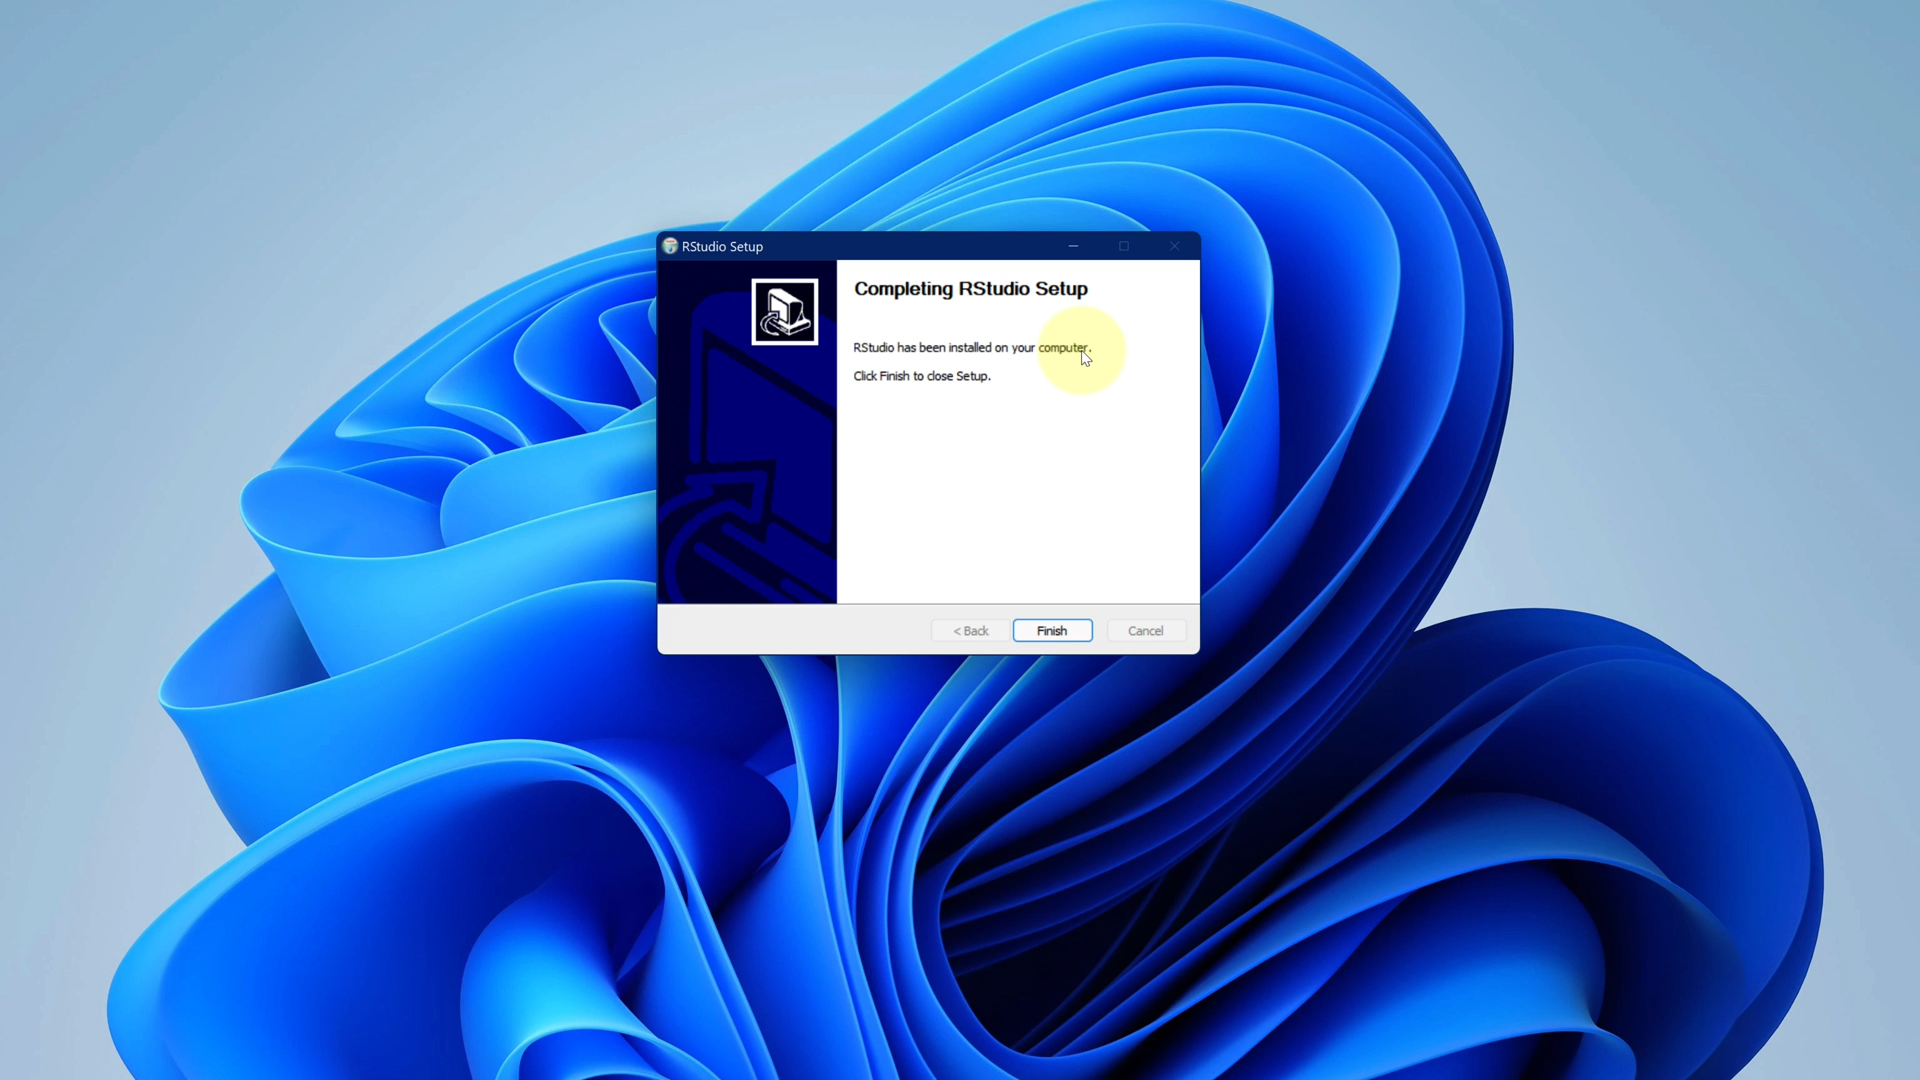 RStudio Setup
Completing RStudio Setup
RStudio has been installed on your computer.
Click Finish to close Setup.
< Back
Finish
Cancel